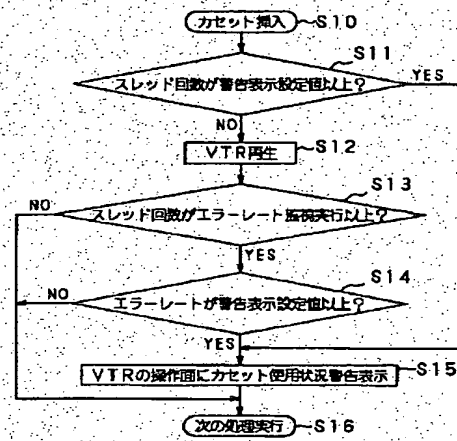 カセット挿入
S10
S11
スレッド回数が警告表示設定値以上?
YES
NO
VTR再生
S12
S13
NO
スレッド回数がエラーレート監視実行以上?
YES
S14
NO
エラーレートが警告表示設定値以上?
YES
S15
VTRの操作面にカセット使用状況警告表示
次の処理実行
S16